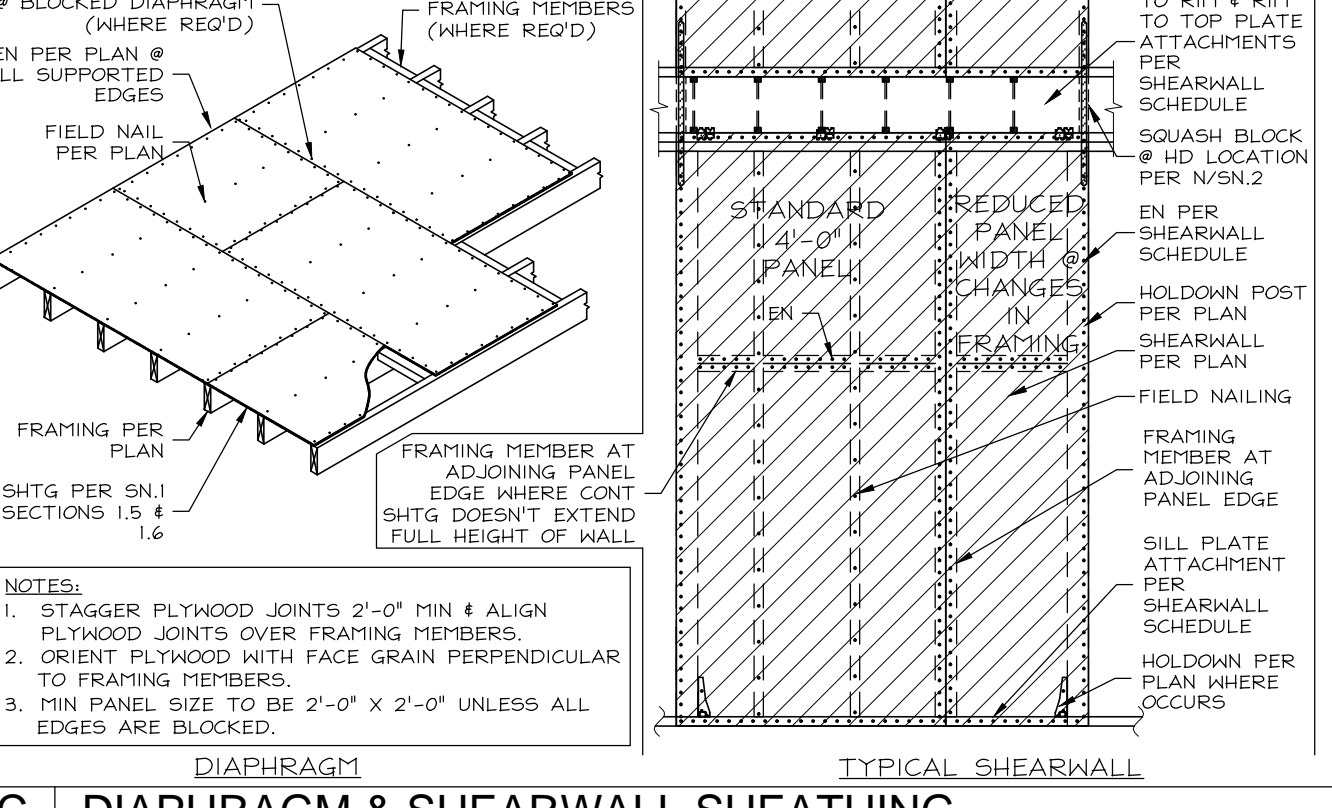 @ BLOCKED DIAPHRAGM
(WHERE REQ'D)
FRAMING MEMBERS
(WHERE REQ'D)
EN PER PLAN @
ALL SUPPORTED
EDGES
FIELD NAIL
PER PLAN
FRAMING PER
PLAN
SHTG PER SN.1
SECTIONS 1.5 &
1.6
FRAMING MEMBER AT
ADJOINING PANEL
EDGE WHERE CONT
SHTG DOESN'T EXTEND
FULL HEIGHT OF WALL
NOTES:
1. STAGGER PLYWOOD JOINTS 2'-0" MIN & ALIGN
PLYWOOD JOINTS OVER FRAMING MEMBERS.
2. ORIENT PLYWOOD WITH FACE GRAIN PERPENDICULAR
TO FRAMING MEMBERS.
3. MIN PANEL SIZE TO BE 2'-0" X 2'-0" UNLESS ALL
EDGES ARE BLOCKED.
DIAPHRAGM
STANDARD
4'-0"
PANEL
EN
REDUCED
PANEL
WIDTH @
CHANGES
IN
FRAMING
TO RIM & RIM
TO TOP PLATE
ATTACHMENTS
PER
SHEARWALL
SCHEDULE
SQUASH BLOCK
@ HD LOCATION
PER N/SN.2
EN PER
SHEARWALL
SCHEDULE
HOLDOWN POST
PER PLAN
SHEARWALL
PER PLAN
FIELD NAILING
FRAMING
MEMBER AT
ADJOINING
PANEL EDGE
SILL PLATE
ATTACHMENT
PER
SHEARWALL
SCHEDULE
HOLDOWN PER
PLAN WHERE
OCCURS
TYPICAL SHEARWALL
DIAPHRAGM & SHEARWALL SHEATHING